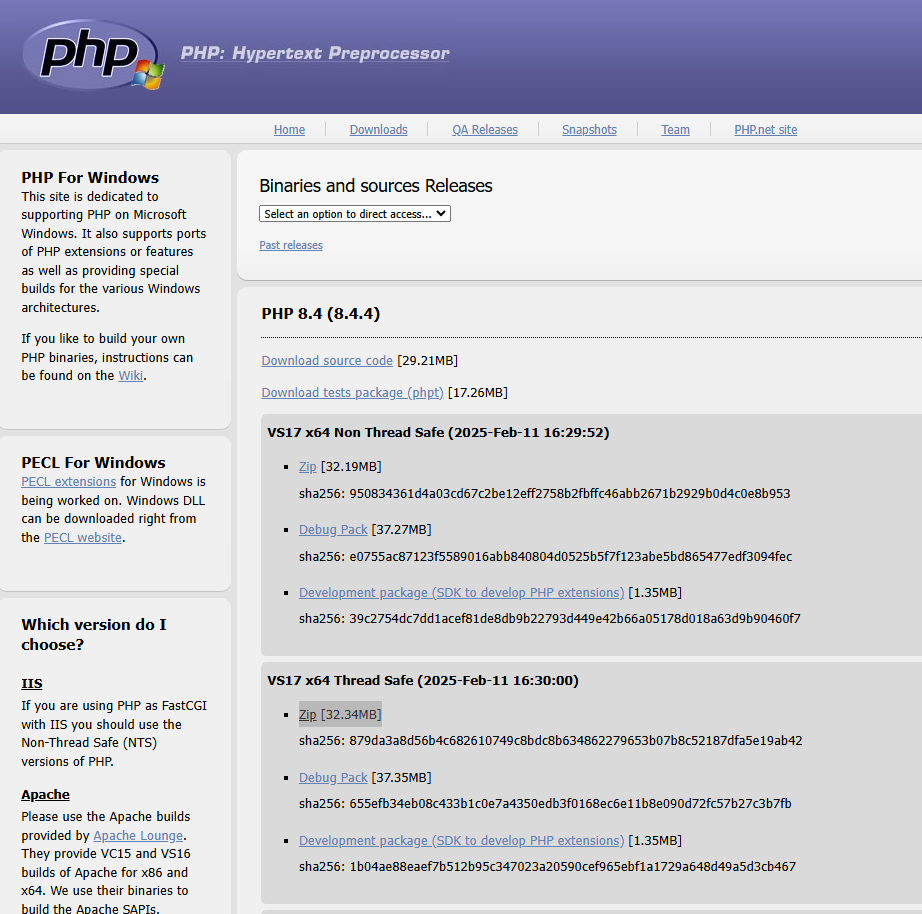 php
PHP: Hypertext Preprocessor
Home
Downloads
QA Releases
Snapshots
Team
PHP.net site
PHP For Windows
This site is dedicated to
supporting PHP on Microsoft
Windows. It also supports ports
of PHP extensions or features
as well as providing special
builds for the various Windows
architectures.
If you like to build your own
PHP binaries, instructions can
be found on the Wiki.
PECL For Windows
PECL extensions for Windows is
being worked on. Windows DLL
can be downloaded right from
the PECL website.
Which version do I
choose?
IIS
If you are using PHP as FastCGI
with IIS you should use the
Non-Thread Safe (NTS)
versions of PHP.
Apache
Please use the Apache builds
provided by Apache Lounge.
They provide VC15 and VS16
builds of Apache for x86 and
x64. We use their binaries to
build the Apache SAPIs.
Binaries and sources Releases
Select an option to direct access...
Past releases
PHP 8.4 (8.4.4)
Download source code [29.21MB]
Download tests package (phpt) [17.26MB]
VS17 x64 Non Thread Safe (2025-Feb-11 16:29:52)
Zip [32.19MB]
sha256: 950834361d4a03cd67c2be12eff2758b2fbffc46abb2671b2929b0d4c0e8b953
Debug Pack [37.27MB]
sha256: e0755ac87123f5589016abb840804d0525b5f7f123abe5bd865477edf3094fec
Development package (SDK to develop PHP extensions) [1.35MB]
sha256: 39c2754dc7dd1acef81de8db9b22793d449e42b66a05178d018a63d9b90460f7
VS17 x64 Thread Safe (2025-Feb-11 16:30:00)
Zip [32.34MB]
sha256: 879da3a8d56b4c682610749c8bdc8b634862279653b07b8c52187dfa5e19ab42
Debug Pack [37.35MB]
sha256: 655efb34eb08c433b1c0e7a4350edb3f0168ec6e11b8e090d72fc57b27c3b7fb
Development package (SDK to develop PHP extensions) [1.35MB]
sha256: 1b04ae88eaef7b512b95c347023a20590cef965ebf1a1729a648d49a5d3cb467